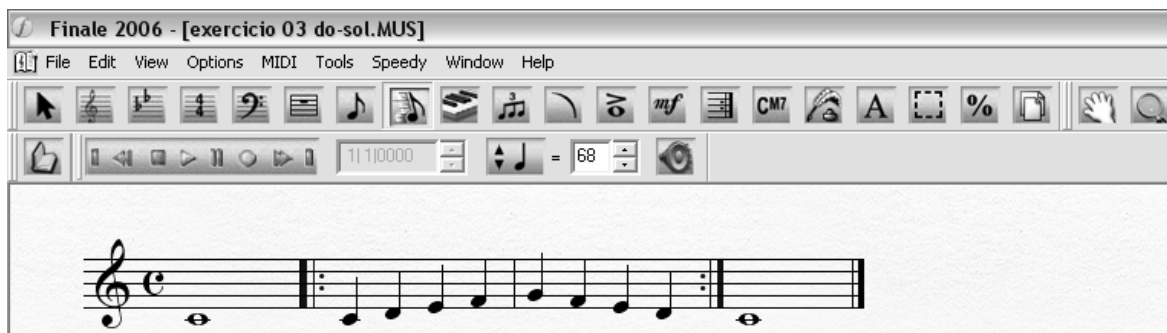 Finale 2006 - [exercicio 03 do-sol.MUS]
File Edit View Options MIDI Tools Speedy Window Help
mf CM7 A %
1| 1|0000 = 68